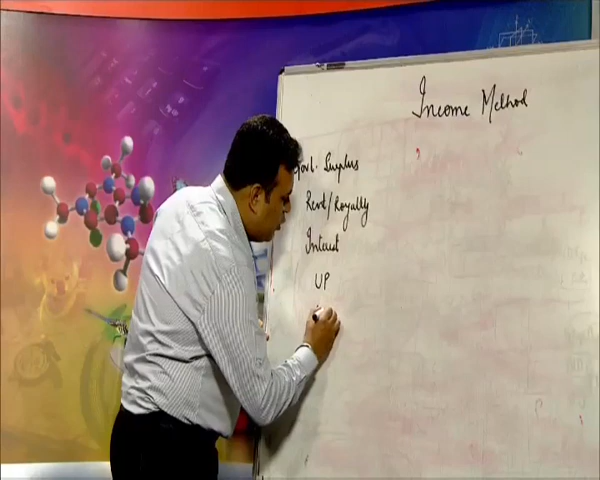 Income Method
Govt. Surplus
Rent/Royalty
Interest
UP